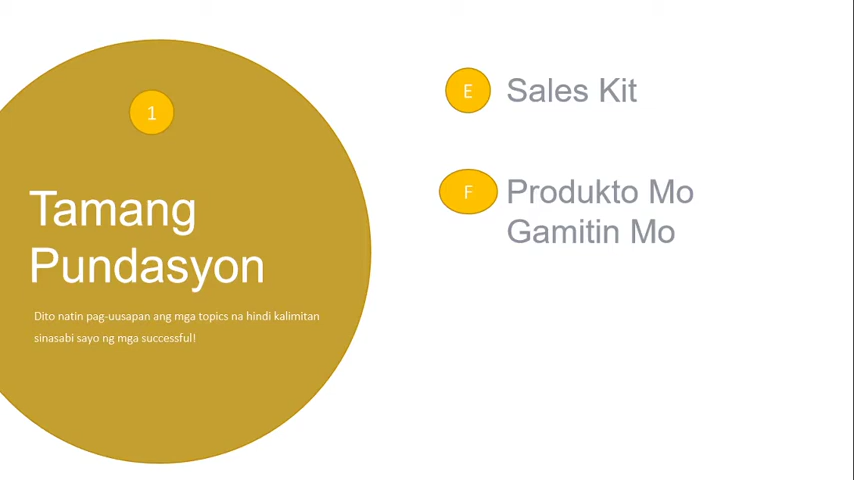 1
Tamang
Pundasyon
Dito natin pag-uusapan ang mga topics na hindi kalimitan
sinasabi sayo ng mga successful!
E
Sales Kit
F
Produkto Mo
Gamitin Mo